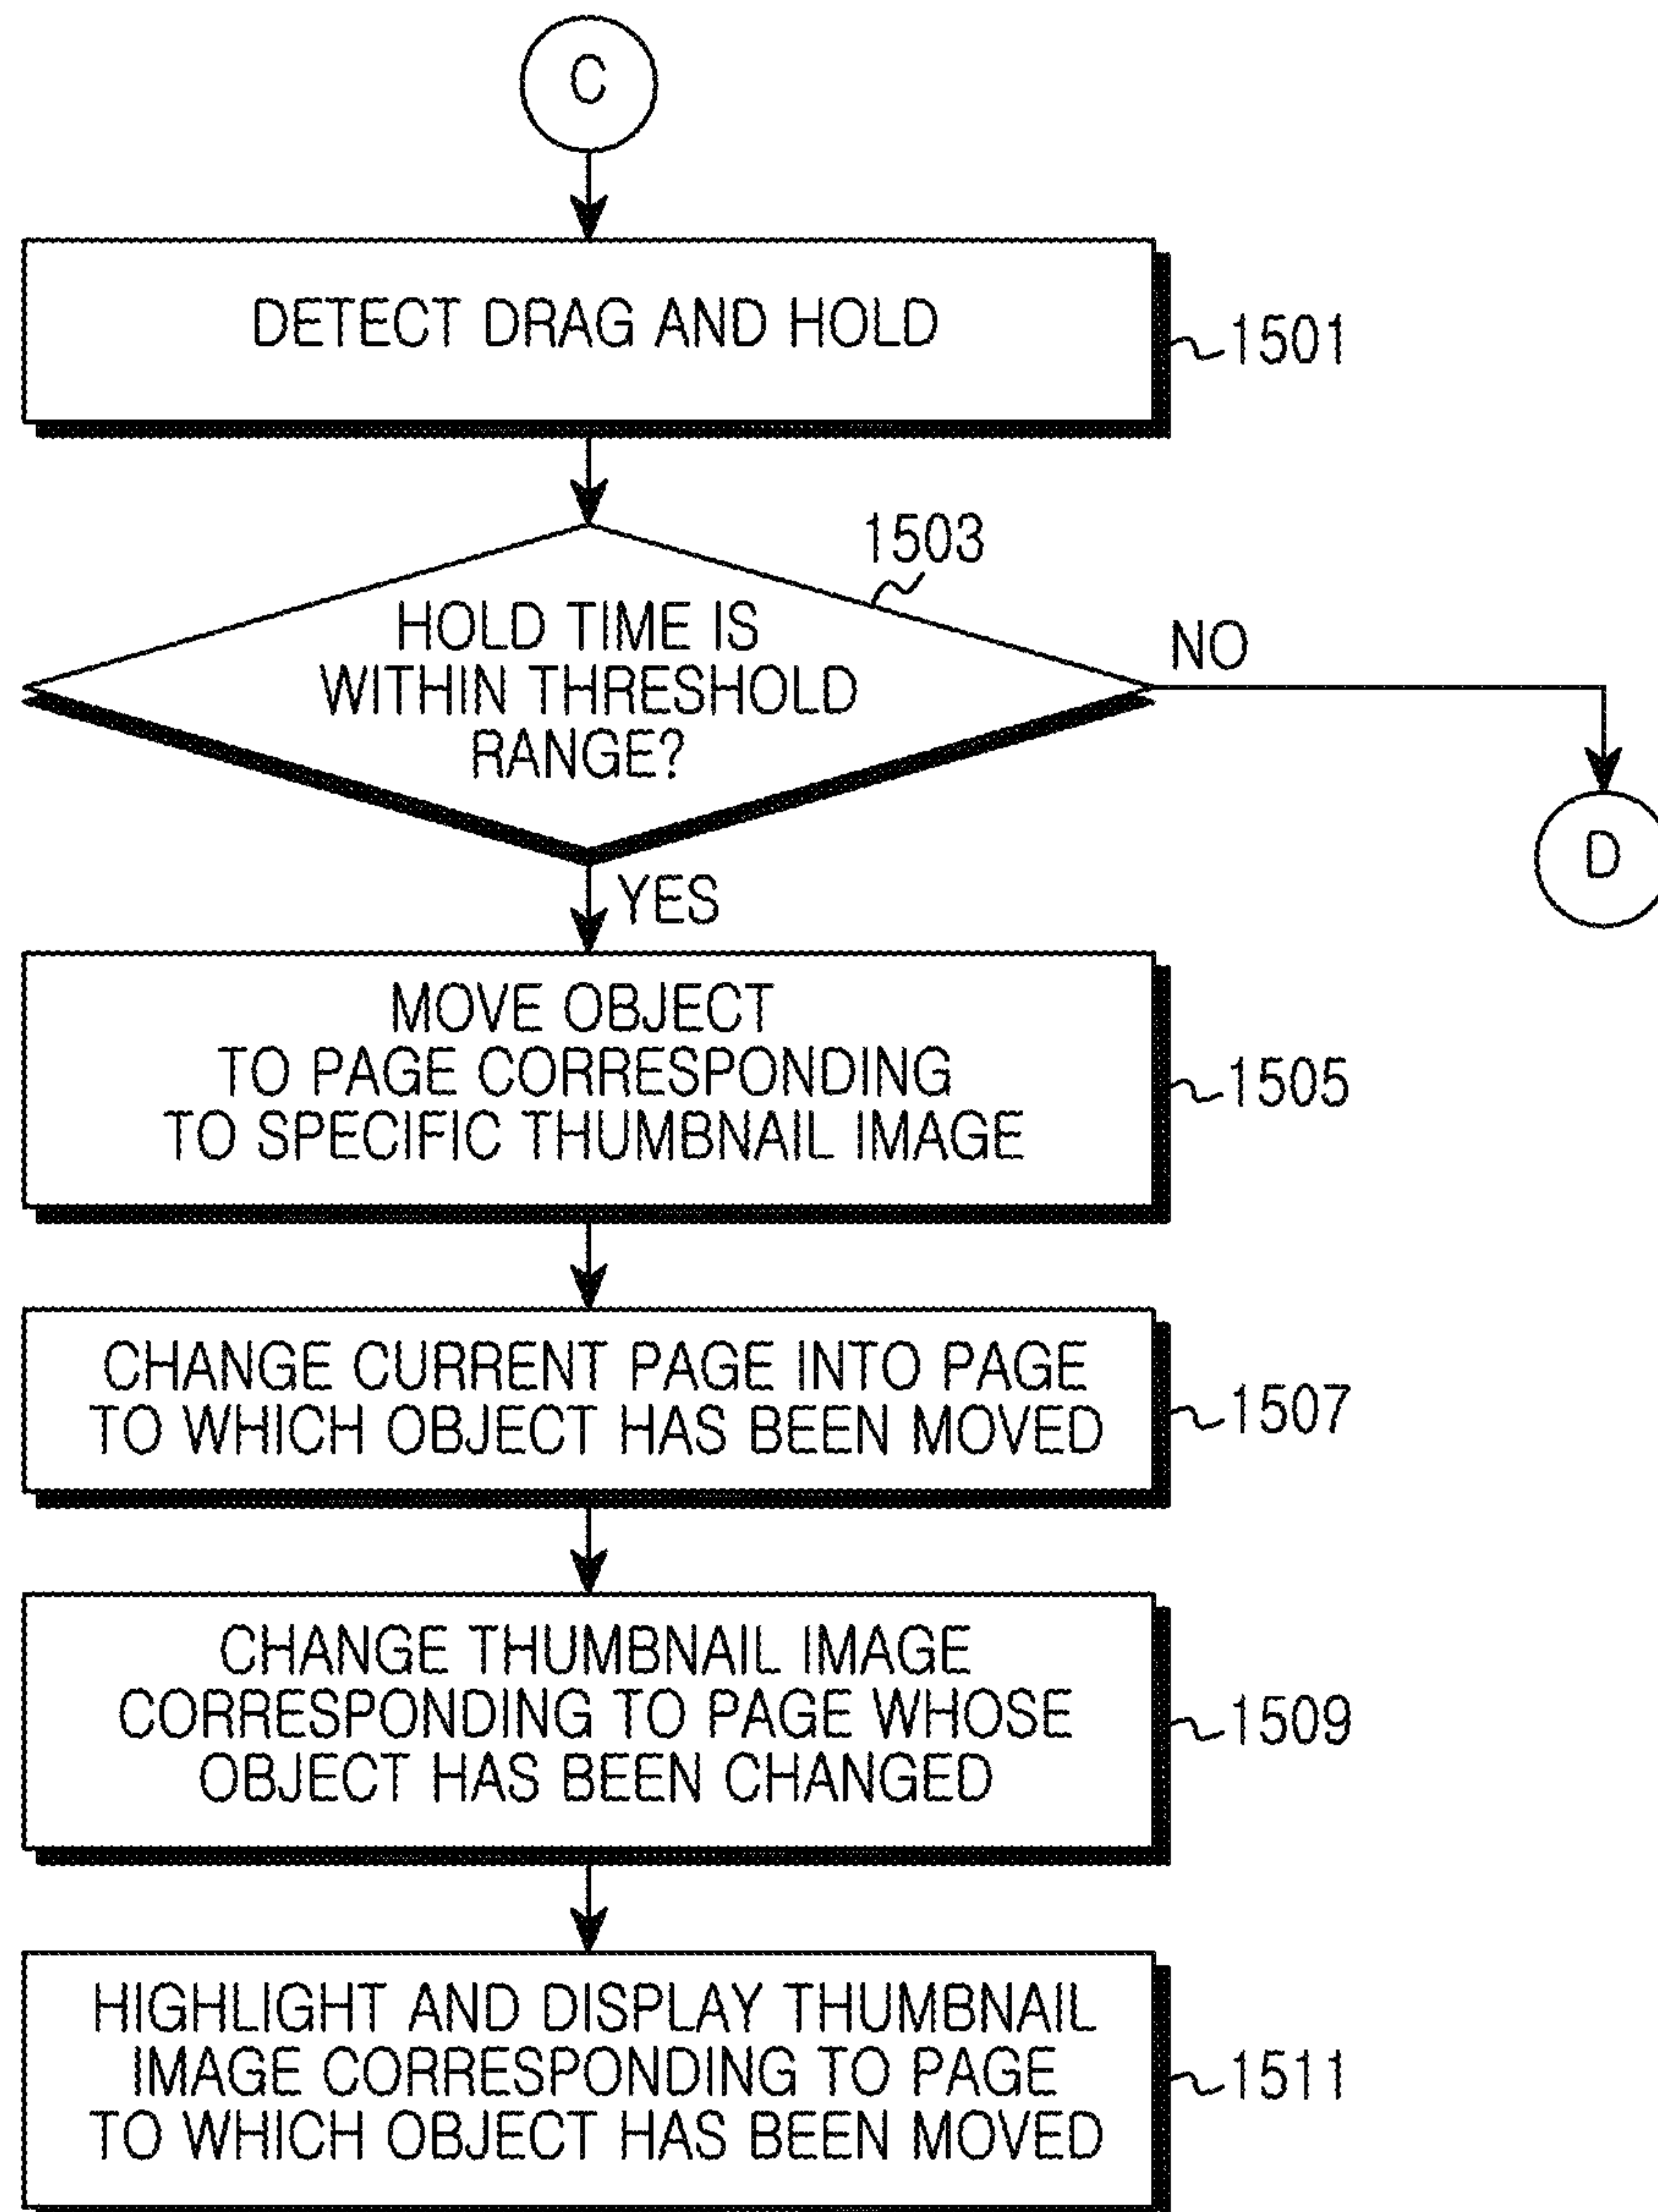 C
DETECT DRAG AND HOLD
1501
1503
HOLD TIME IS
WITHIN THRESHOLD
RANGE?
NO
D
YES
MOVE OBJECT
TO PAGE CORRESPONDING
TO SPECIFIC THUMBNAIL IMAGE
1505
CHANGE CURRENT PAGE INTO PAGE
TO WHICH OBJECT HAS BEEN MOVED
1507
CHANGE THUMBNAIL IMAGE
CORRESPONDING TO PAGE WHOSE
OBJECT HAS BEEN CHANGED
1509
HIGHLIGHT AND DISPLAY THUMBNAIL
IMAGE CORRESPONDING TO PAGE
TO WHICH OBJECT HAS BEEN MOVED
1511